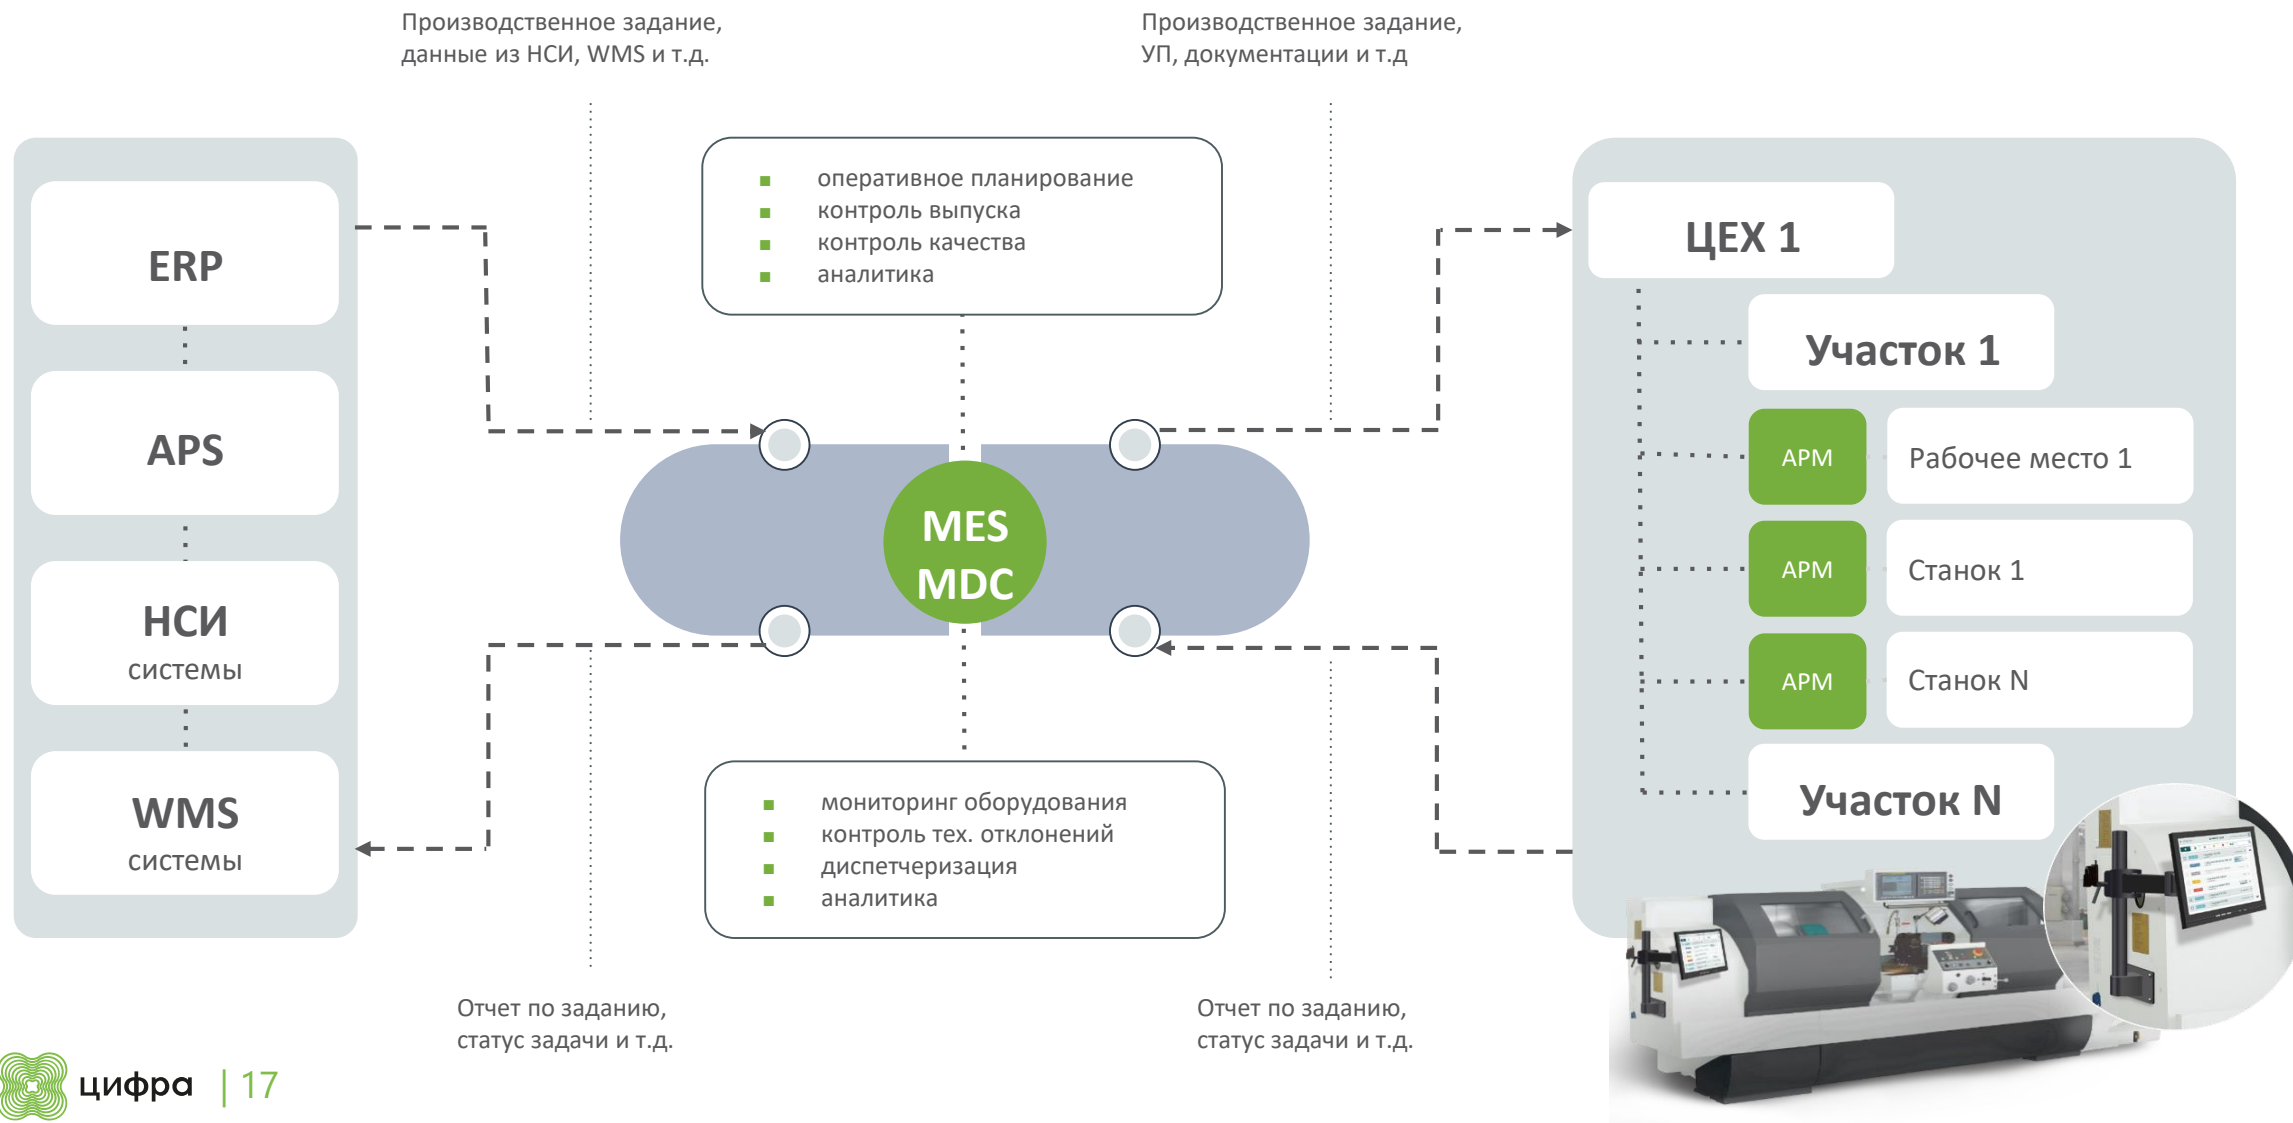 Производственное задание,
данные из НСИ, WMS и т.д.
Производственное задание,
УП, документации и т.д
ERP
APS
НСИ
системы
WMS
системы
оперативное планирование
контроль выпуска
контроль качества
аналитика
MES
MDC
мониторинг оборудования
контроль тех. отклонений
диспетчеризация
аналитика
ЦЕХ 1
Участок 1
АРМ
Рабочее место 1
АРМ
Станок 1
АРМ
Станок N
Участок N
Отчет по заданию,
статус задачи и т.д.
Отчет по заданию,
статус задачи и т.д.
цифра | 17